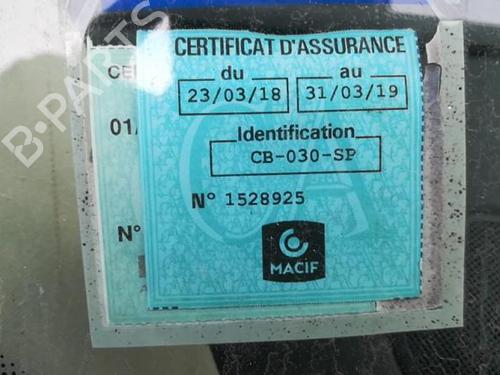 CERTIFICAT D'ASSURANCE
du au
23/03/18 31/03/19
Identification
CB-030-SP
N° 1528925
MACIF
CE
01/
N°
B-PARTS